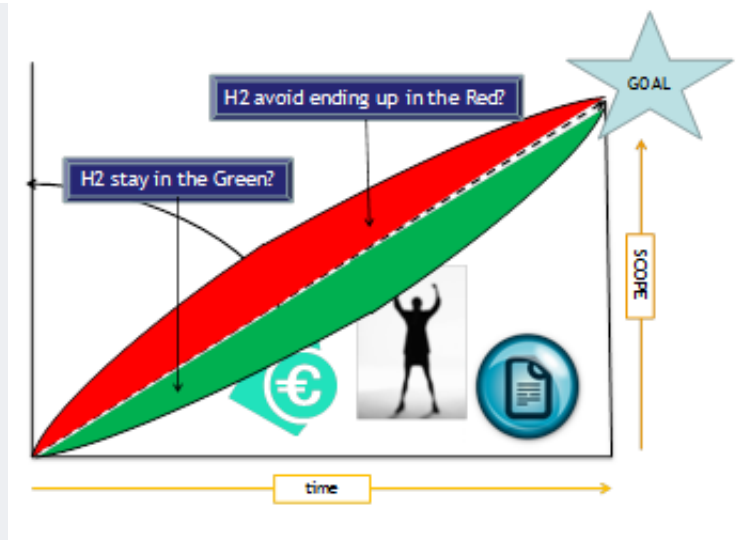 GOAL
H2 avoid ending up in the Red?
H2 stay in the Green?
SCOPE
€
time